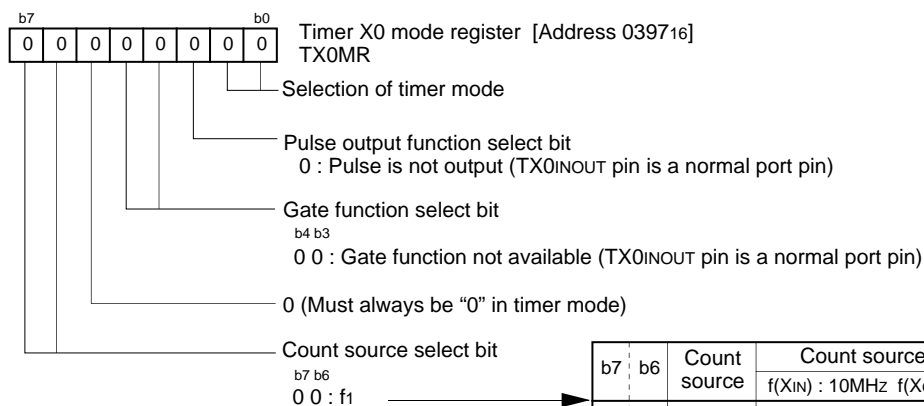 b7 b0
0 0 0 0 0 0 0 0
Timer X0 mode register [Address 039716]
TX0MR
Selection of timer mode
Pulse output function select bit
0 : Pulse is not output (TX0INOUT pin is a normal port pin)
Gate function select bit
b4 b3
0 0 : Gate function not available (TX0INOUT pin is a normal port pin)
0 (Must always be “0” in timer mode)
Count source select bit
b7 b6
0 0 : f1
b7 b6 Count source Count source
f(XIN) : 10MHz